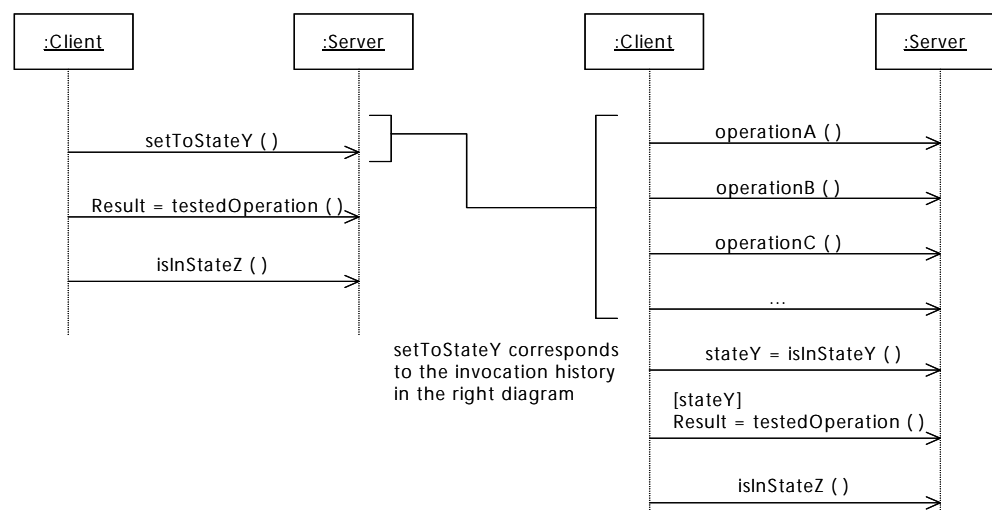 :Client
:Server
:Client
:Server
setToStateY ( )
Result = testedOperation ( )
isInStateZ ( )
operationA ( )
operationB ( )
operationC ( )
...
setToStateY corresponds
to the invocation history
in the right diagram
stateY = isInStateY ( )
[stateY]
Result = testedOperation ( )
isInStateZ ( )